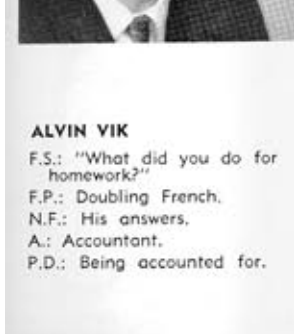 ALVIN VIK
F.S.: "What did you do for
homework?"
F.P.: Doubling French.
N.F.: His answers.
A.: Accountant.
P.D.: Being accounted for.